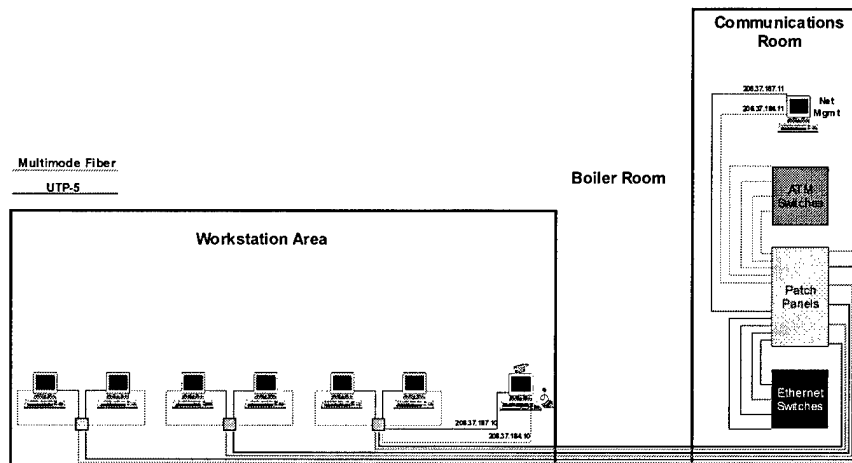 Communications
Room
208.37.187.11
208.37.184.11
Net
Mgmt
Multimode Fiber
UTP-5
Boiler Room
ATM
Switches
Workstation Area
Patch
Panels
Ethernet
Switches
208.37.187.10
208.37.184.10